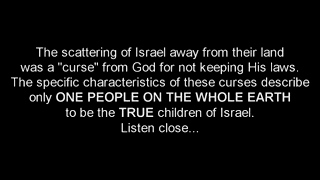 The scattering of Israel away from their land
was a "curse" from God for not keeping His laws.
The specific characteristics of these curses describe
only ONE PEOPLE ON THE WHOLE EARTH
to be the TRUE children of Israel.
Listen close...